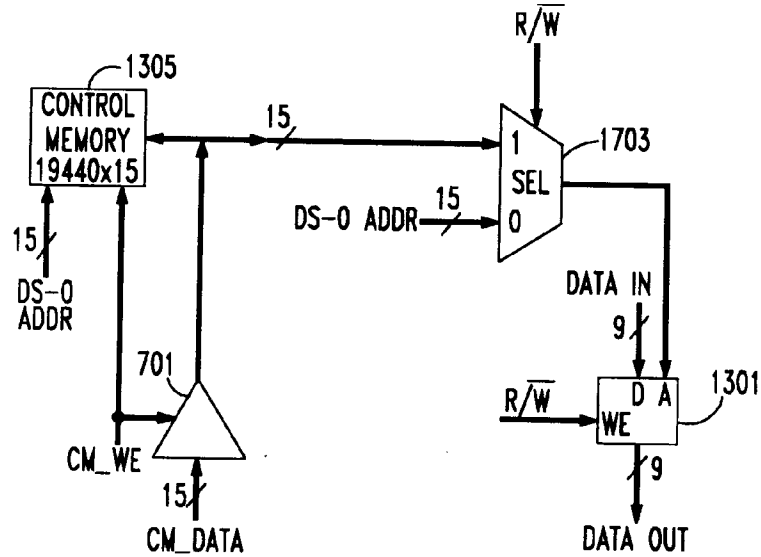 R/W̅
1305
CONTROL
MEMORY
19440x15
15
1
1703
SEL
15
DS-0 ADDR
0
15
DS-0
ADDR
DATA IN
9
701
1301
D A
R/W̅
WE
CM_WE
9
15
CM_DATA
DATA OUT